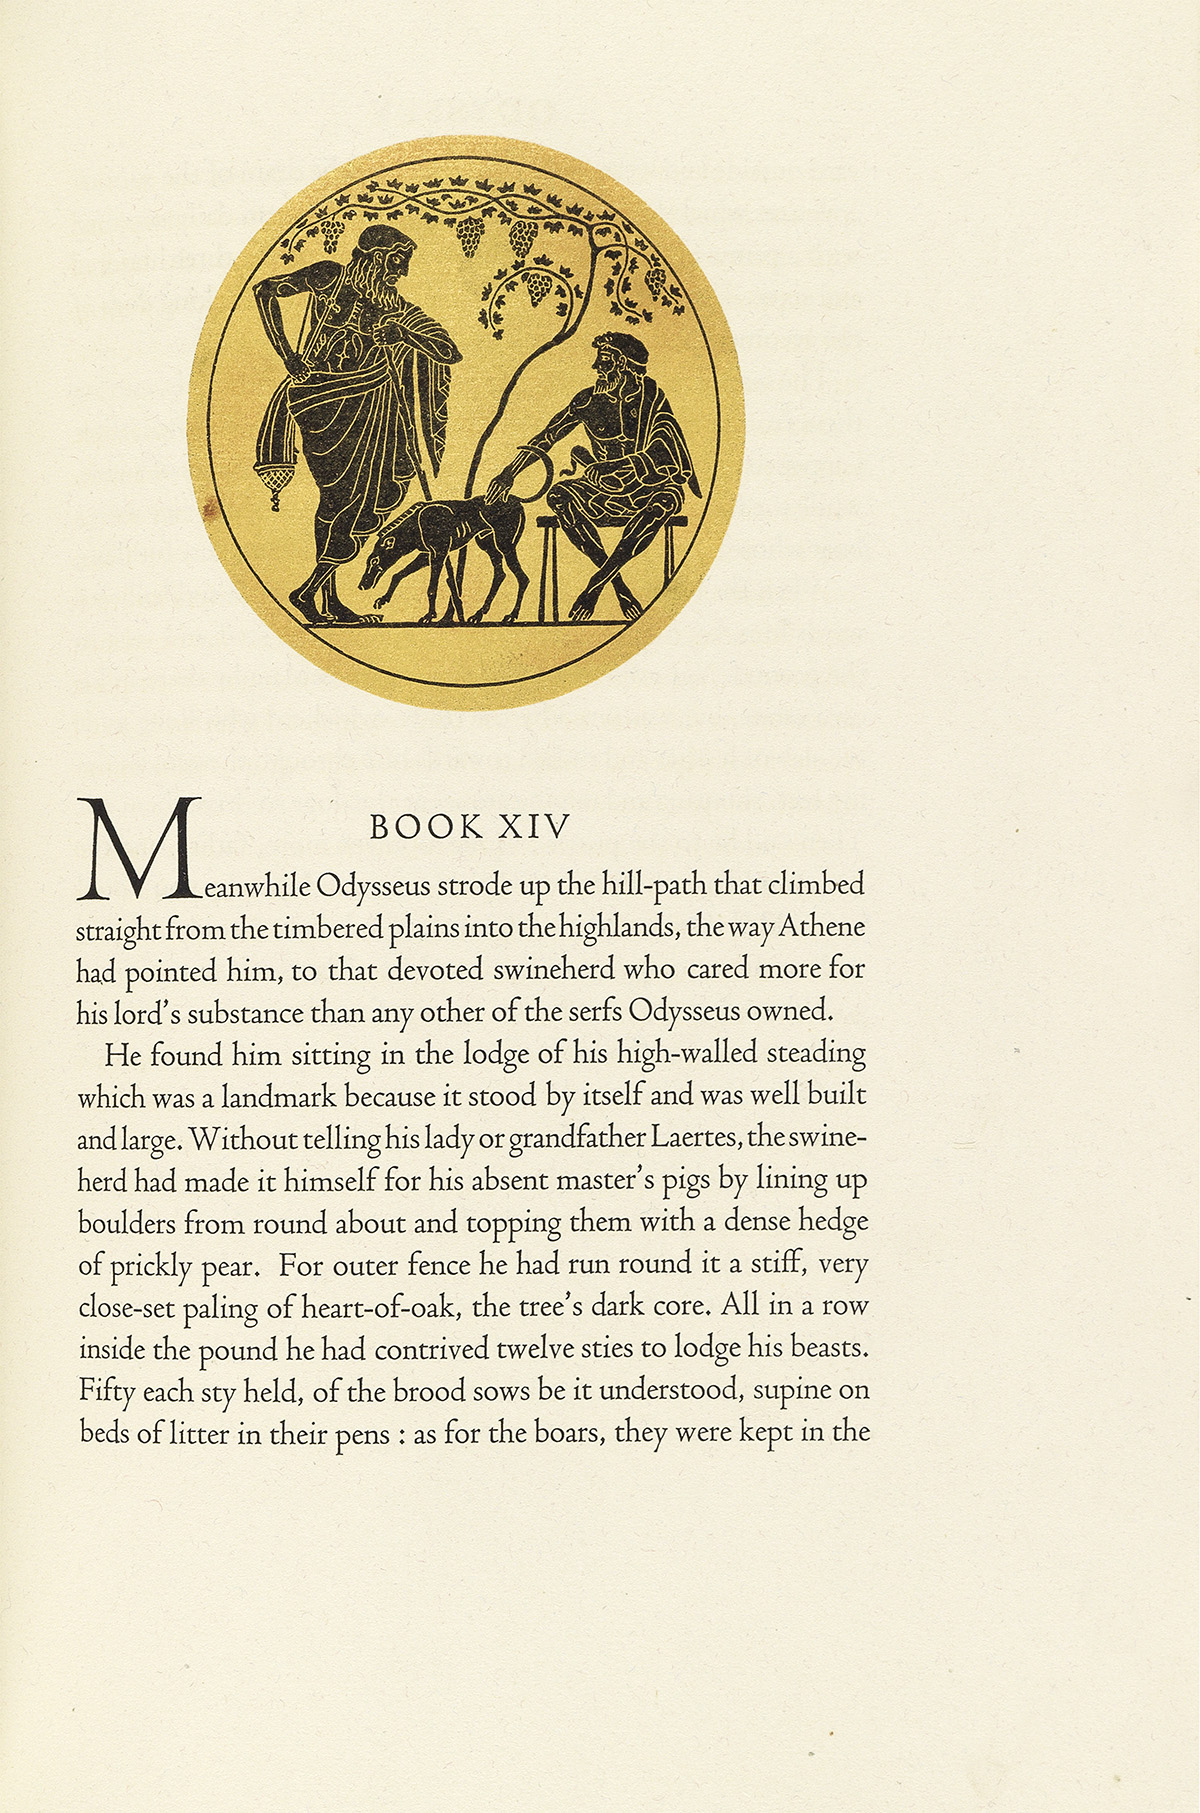 BOOK XIV
Meanwhile Odysseus strode up the hill-path that climbed
straight from the timbered plains into the highlands, the way Athene
had pointed him, to that devoted swineherd who cared more for
his lord's substance than any other of the serfs Odysseus owned.
He found him sitting in the lodge of his high-walled steading
which was a landmark because it stood by itself and was well built
and large. Without telling his lady or grandfather Laertes, the swine-
herd had made it himself for his absent master's pigs by lining up
boulders from round about and topping them with a dense hedge
of prickly pear. For outer fence he had run round it a stiff, very
close-set paling of heart-of-oak, the tree's dark core. All in a row
inside the pound he had contrived twelve sties to lodge his beasts.
Fifty each sty held, of the brood sows be it understood, supine on
beds of litter in their pens : as for the boars, they were kept in the